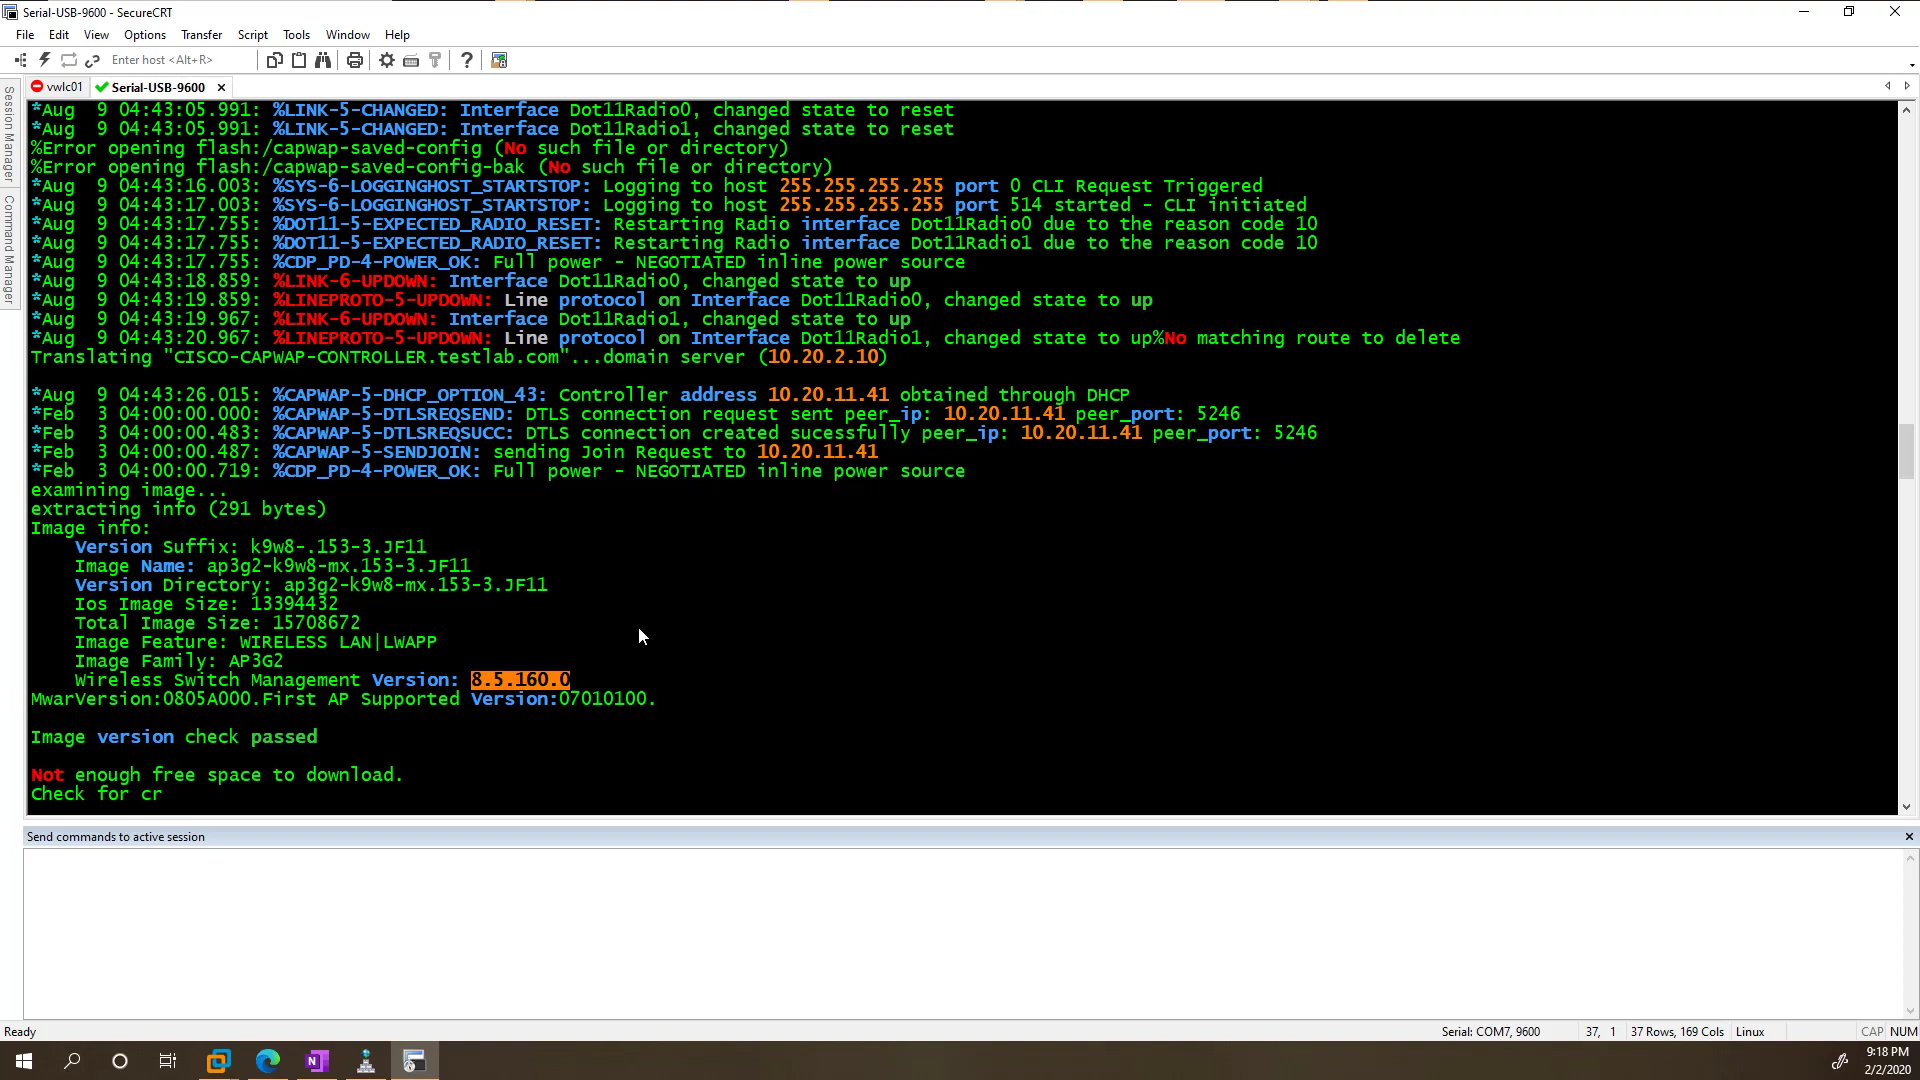 Serial-USB-9600 - SecureCRT
File Edit View Options Transfer Script Tools Window Help
Enter host <Alt+R>
vwlc01 Serial-USB-9600
Session Manager
Command Manager
*Aug  9 04:43:05.991: %LINK-5-CHANGED: Interface Dot11Radio0, changed state to reset
*Aug  9 04:43:05.991: %LINK-5-CHANGED: Interface Dot11Radio1, changed state to reset
%Error opening flash:/capwap-saved-config (No such file or directory)
%Error opening flash:/capwap-saved-config-bak (No such file or directory)
*Aug  9 04:43:16.003: %SYS-6-LOGGINGHOST_STARTSTOP: Logging to host 255.255.255.255 port 0 CLI Request Triggered
*Aug  9 04:43:17.003: %SYS-6-LOGGINGHOST_STARTSTOP: Logging to host 255.255.255.255 port 514 started - CLI initiated
*Aug  9 04:43:17.755: %DOT11-5-EXPECTED_RADIO_RESET: Restarting Radio interface Dot11Radio0 due to the reason code 10
*Aug  9 04:43:17.755: %DOT11-5-EXPECTED_RADIO_RESET: Restarting Radio interface Dot11Radio1 due to the reason code 10
*Aug  9 04:43:17.755: %CDP_PD-4-POWER_OK: Full power - NEGOTIATED inline power source
*Aug  9 04:43:18.859: %LINK-6-UPDOWN: Interface Dot11Radio0, changed state to up
*Aug  9 04:43:19.859: %LINEPROTO-5-UPDOWN: Line protocol on Interface Dot11Radio0, changed state to up
*Aug  9 04:43:19.967: %LINK-6-UPDOWN: Interface Dot11Radio1, changed state to up
*Aug  9 04:43:20.967: %LINEPROTO-5-UPDOWN: Line protocol on Interface Dot11Radio1, changed state to up%No matching route to delete
Translating "CISCO-CAPWAP-CONTROLLER.testlab.com"...domain server (10.20.2.10)
*Aug  9 04:43:26.015: %CAPWAP-5-DHCP_OPTION_43: Controller address 10.20.11.41 obtained through DHCP
*Feb  3 04:00:00.000: %CAPWAP-5-DTLSREQSEND: DTLS connection request sent peer_ip: 10.20.11.41 peer_port: 5246
*Feb  3 04:00:00.483: %CAPWAP-5-DTLSREQSUCC: DTLS connection created sucessfully peer_ip: 10.20.11.41 peer_port: 5246
*Feb  3 04:00:00.487: %CAPWAP-5-SENDJOIN: sending Join Request to 10.20.11.41
*Feb  3 04:00:00.719: %CDP_PD-4-POWER_OK: Full power - NEGOTIATED inline power source
examining image...
extracting info (291 bytes)
Image info:
Version Suffix: k9w8-.153-3.JF11
Image Name: ap3g2-k9w8-mx.153-3.JF11
Version Directory: ap3g2-k9w8-mx.153-3.JF11
Ios Image Size: 13394432
Total Image Size: 15708672
Image Feature: WIRELESS LAN|LWAPP
Image Family: AP3G2
Wireless Switch Management Version: 8.5.160.0
MwarVersion:0805A000.First AP Supported Version:07010100.
Image version check passed
Not enough free space to download.
Check for cr
Send commands to active session
Ready Serial: COM7, 9600 37, 1 37 Rows, 169 Cols Linux CAP NUM
9:18 PM
2/2/2020